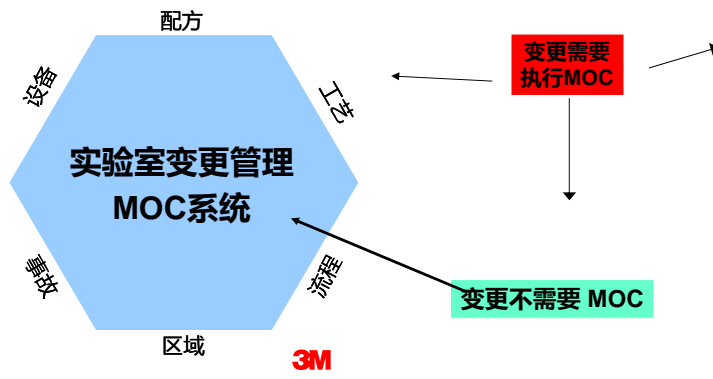 配方
设备
工艺
实验室变更管理
MOC系统
事故
流程
区域
3M
变更需要
执行MOC
变更不需要 MOC